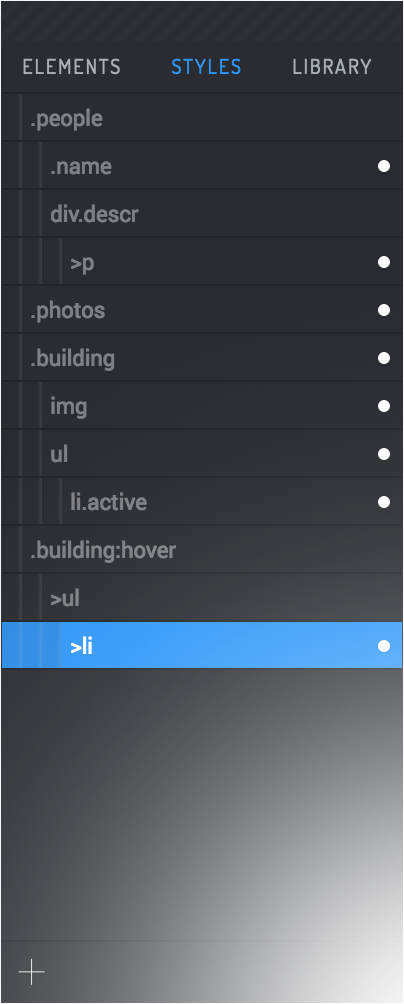 ELEMENTS STYLES LIBRARY
.people
.name
div.descr
>p
.photos
.building
img
ul
li.active
.building:hover
>ul
>li